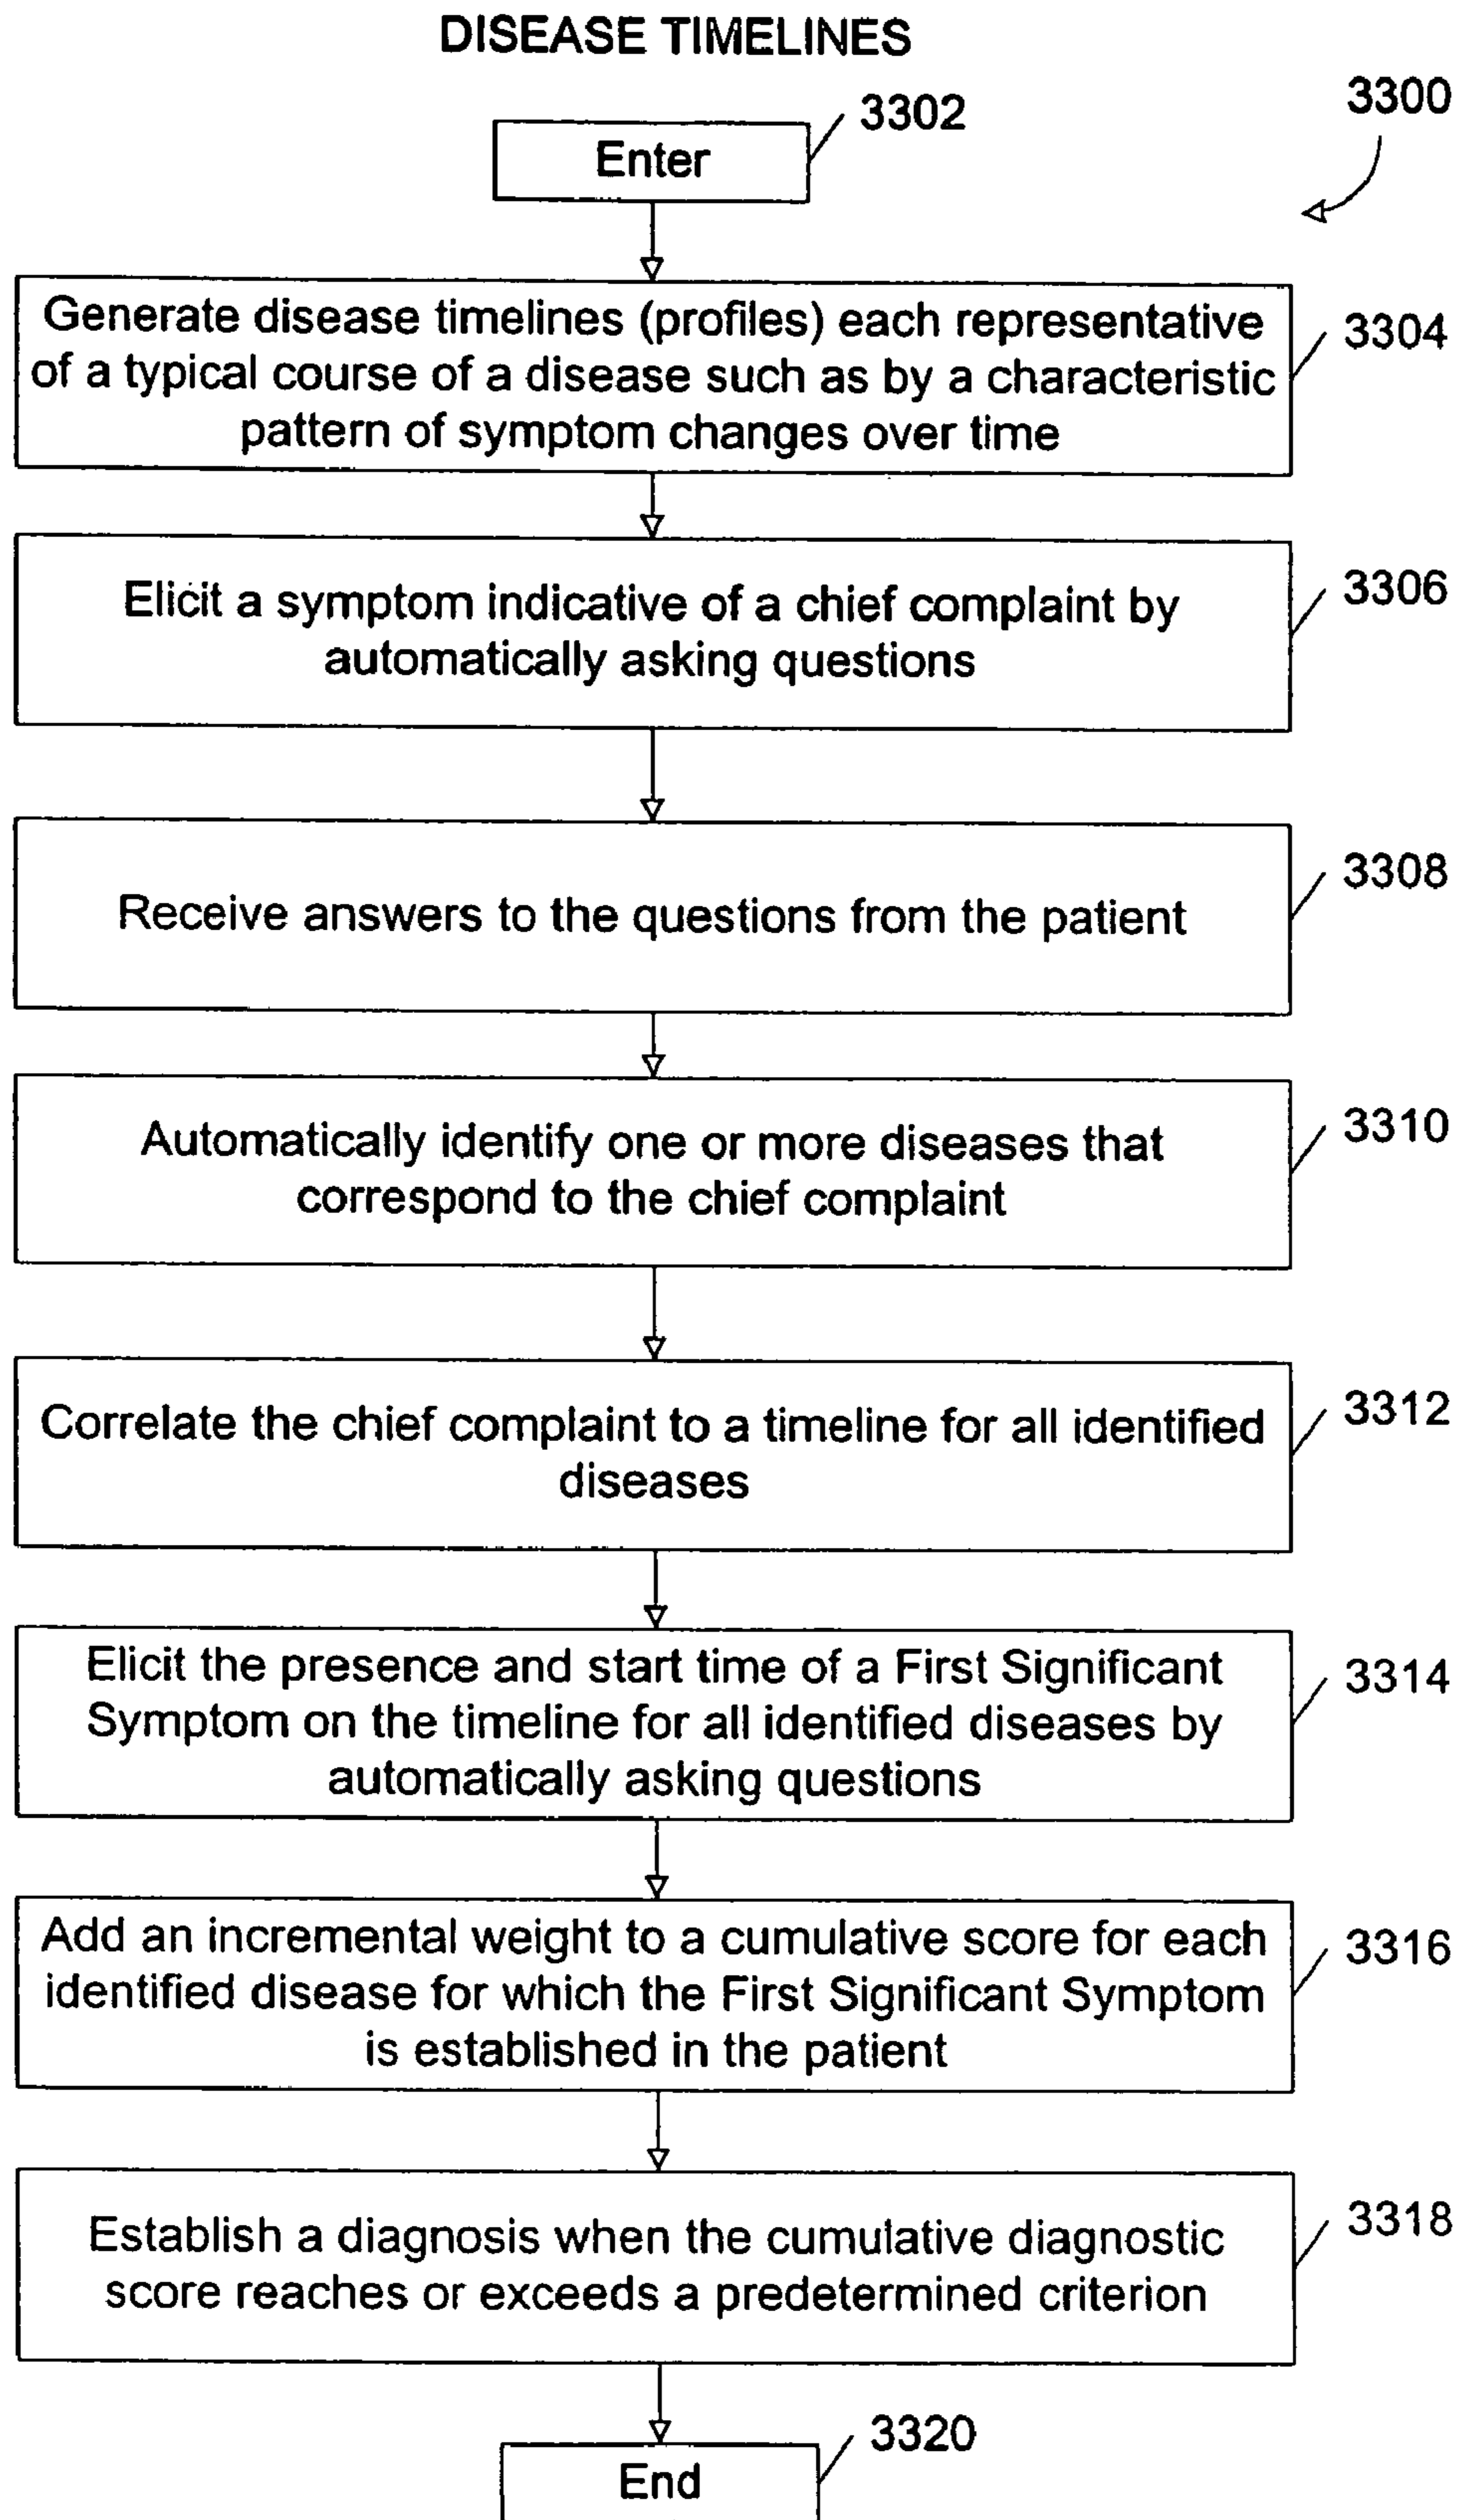 DISEASE TIMELINES
3302
3300
Enter
Generate disease timelines (profiles) each representative
of a typical course of a disease such as by a characteristic
pattern of symptom changes over time
3304
Elicit a symptom indicative of a chief complaint by
automatically asking questions
3306
Receive answers to the questions from the patient
3308
Automatically identify one or more diseases that
correspond to the chief complaint
3310
Correlate the chief complaint to a timeline for all identified
diseases
3312
Elicit the presence and start time of a First Significant
Symptom on the timeline for all identified diseases by
automatically asking questions
3314
Add an incremental weight to a cumulative score for each
identified disease for which the First Significant Symptom
is established in the patient
3316
Establish a diagnosis when the cumulative diagnostic
score reaches or exceeds a predetermined criterion
3318
3320
End